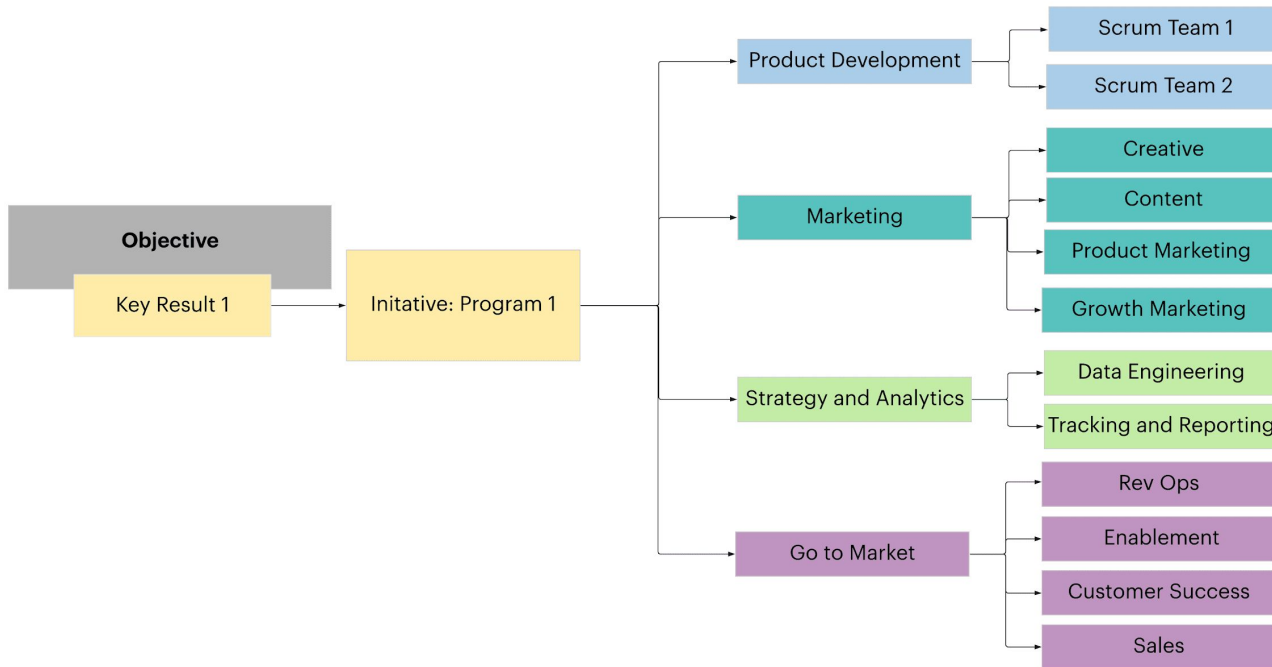 Objective
Key Result 1
Initative: Program 1
Product Development
Scrum Team 1
Scrum Team 2
Marketing
Creative
Content
Product Marketing
Growth Marketing
Strategy and Analytics
Data Engineering
Tracking and Reporting
Go to Market
Rev Ops
Enablement
Customer Success
Sales